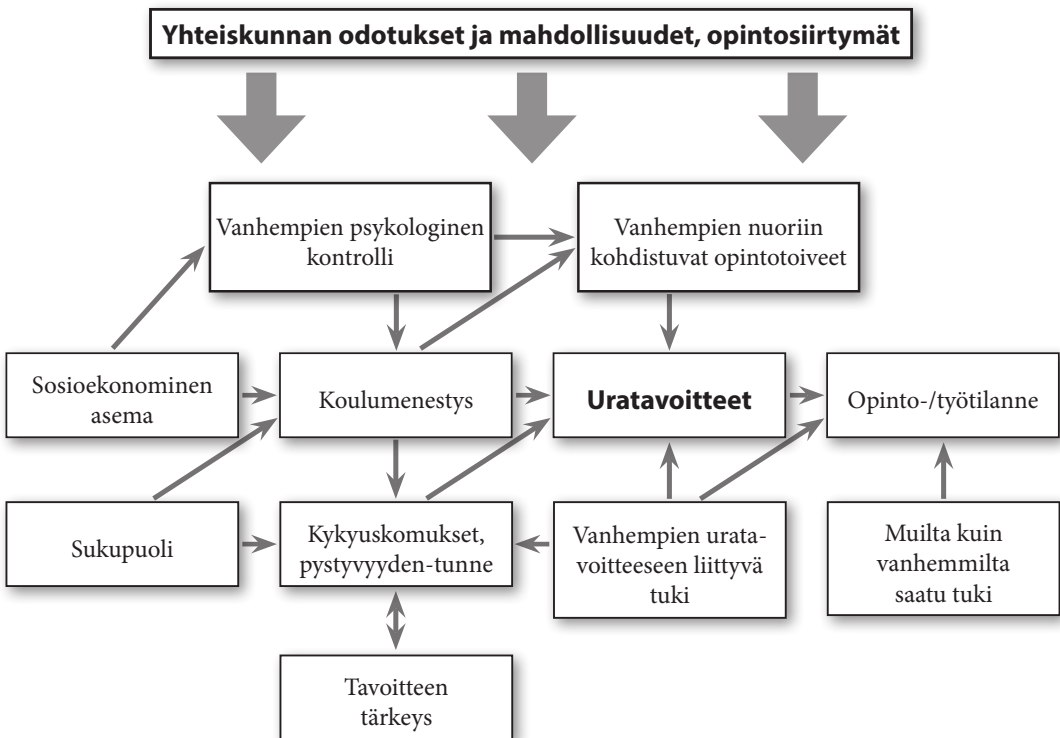 Yhteiskunnan odotukset ja mahdollisuudet, opintosiirtymät
Vanhempien psykologinen
kontrolli
Vanhempien nuoriin
kohdistuvat opintotoiveet
Sosioekonominen
asema
Koulumenestys
Uratavoitteet
Opinto-/työtilanne
Sukupuoli
Kykyuskomukset,
pystyvyyden-tunne
Vanhempien urata-
voitteeseen liittyvä
tuki
Muilta kuin
vanhemmilta
saatu tuki
Tavoitteen
tärkeys